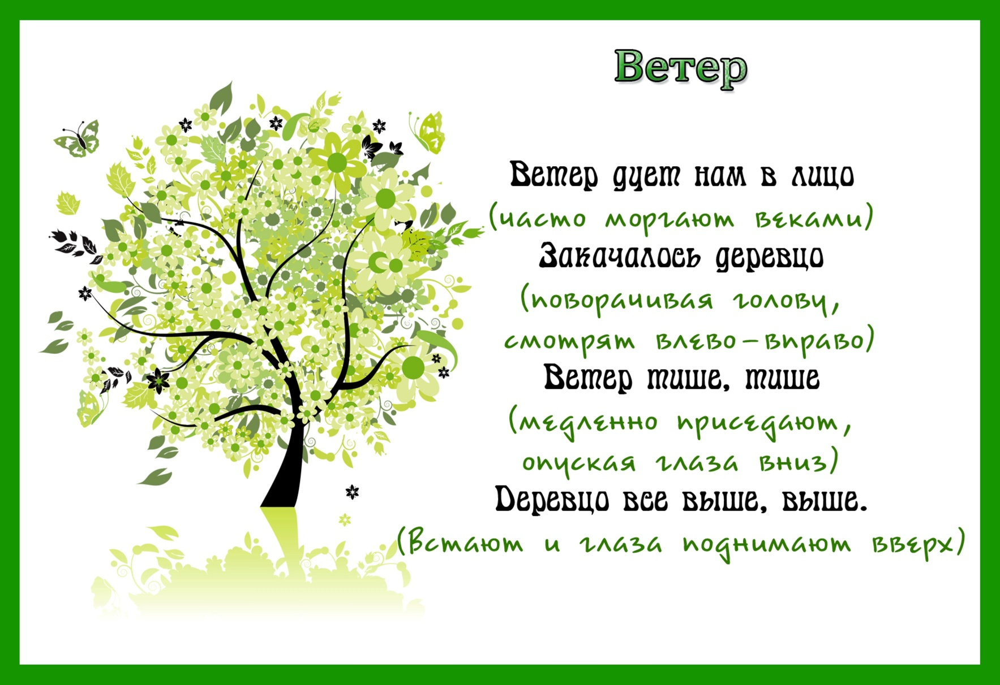 Ветер
Ветер дует нам в лицо
(часто моргают веками)
Закачалось деревцо
(поворачивая голову,
смотрят влево-вправо)
Ветер тише, тише
(медленно приседают,
опуская глаза вниз)
Деревцо все выше, выше.
(Встают и глаза поднимают вверх)